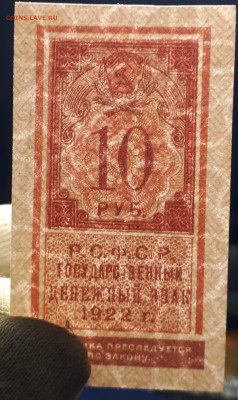 COINS.LAVE.RU
10
РУБ.
Р.С.Ф.С.Р.
ГОСУДАРСТВЕННЫЙ
ДЕНЕЖНЫЙ ЗНАК
1922 г.
ПРЕСЛЕДУЕТСЯ
ПО ЗАКОНУ.